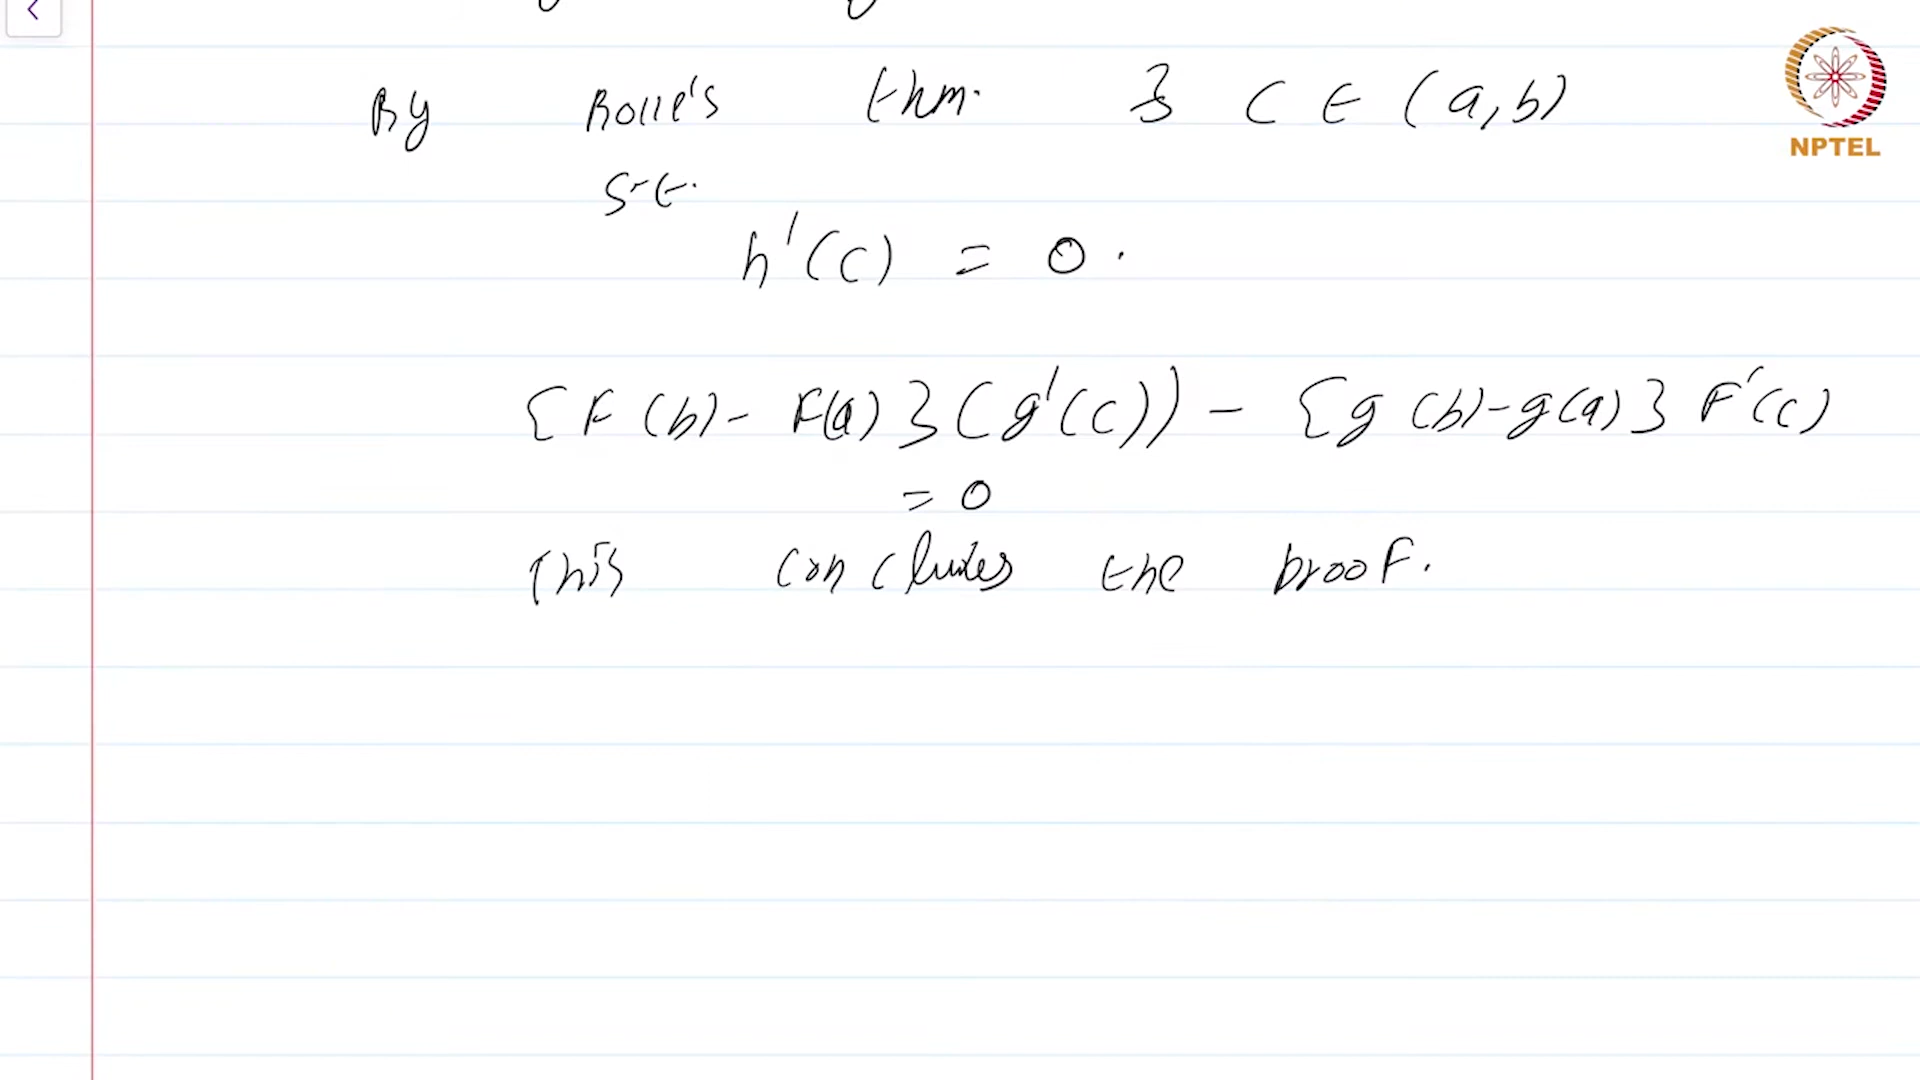 By Rolle's thm. ∃ c ∈ (a,b)
NPTEL
s.t.
h'(c) = 0.
{F(b) - F(a)}(g'(c)) - {g(b)-g(a)} F'(c)
= 0
This concludes the proof.